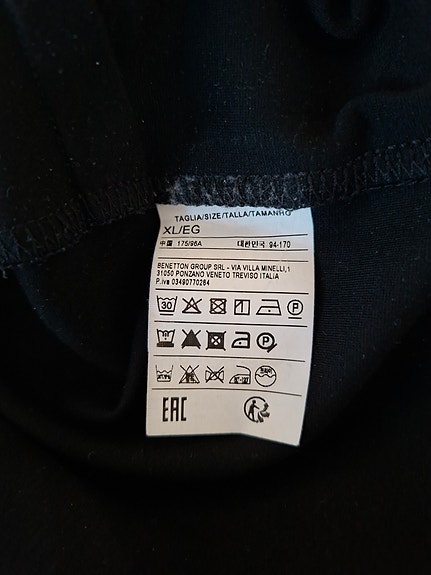 TAGLIA/SIZE/TALLA/TAMANHO
XL/EG
中国 175/96A 대한민국 94-170
BENETTON GROUP SRL - VIA VILLA MINELLI,1
31050 PONZANO VENETO TREVISO ITALIA
P.iva 03490770264
30 P
EAC